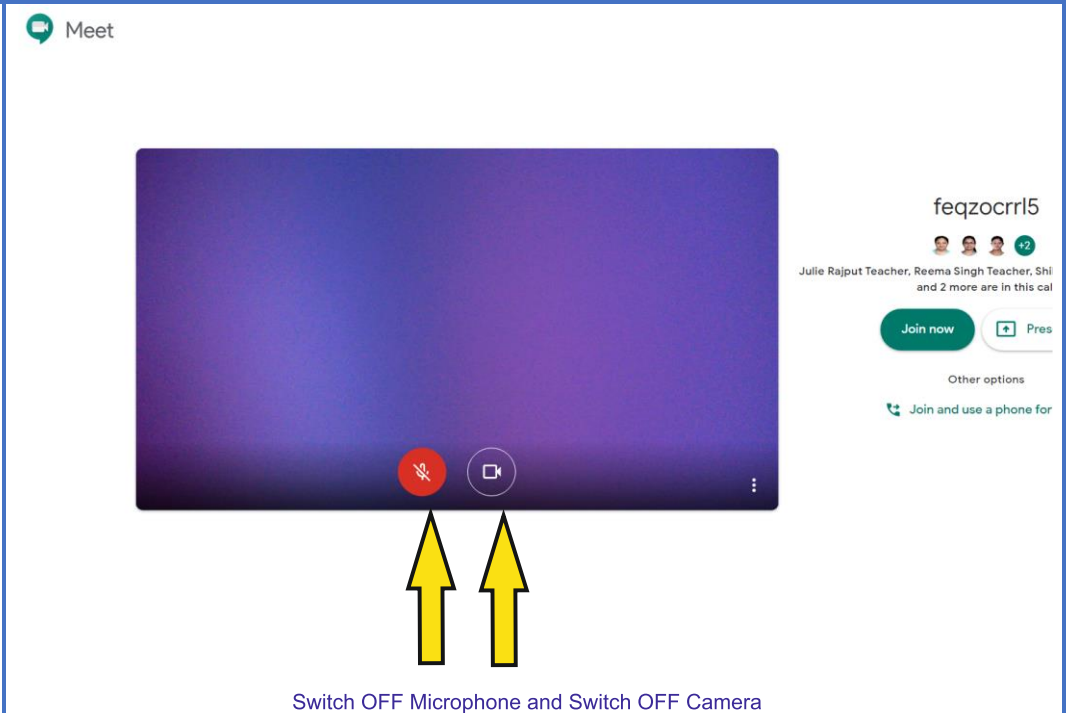 Meet
feqzocrrl5
+2
Julie Rajput Teacher, Reema Singh Teacher, Shi
and 2 more are in this cal
Join now
Pres
Other options
Join and use a phone for
Switch OFF Microphone and Switch OFF Camera